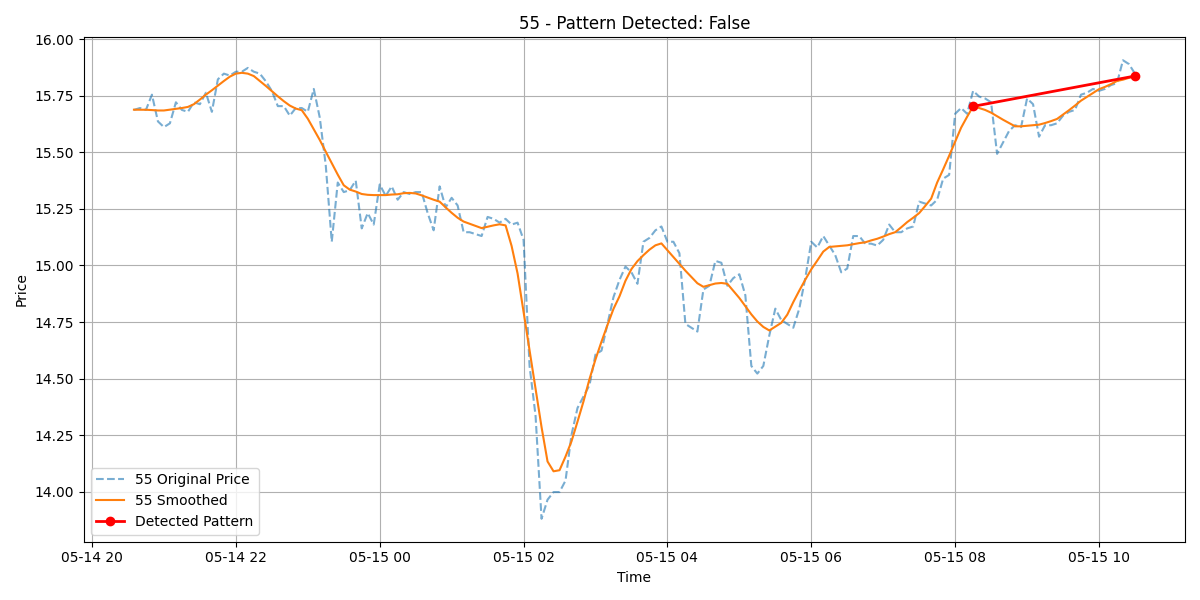 55 - Pattern Detected: False
16.00
15.75
15.50
15.25
15.00
14.75
14.50
14.25
14.00
Price
55 Original Price
55 Smoothed
Detected Pattern
05-14 20 05-14 22 05-15 00 05-15 02 05-15 04 05-15 06 05-15 08 05-15 10
Time